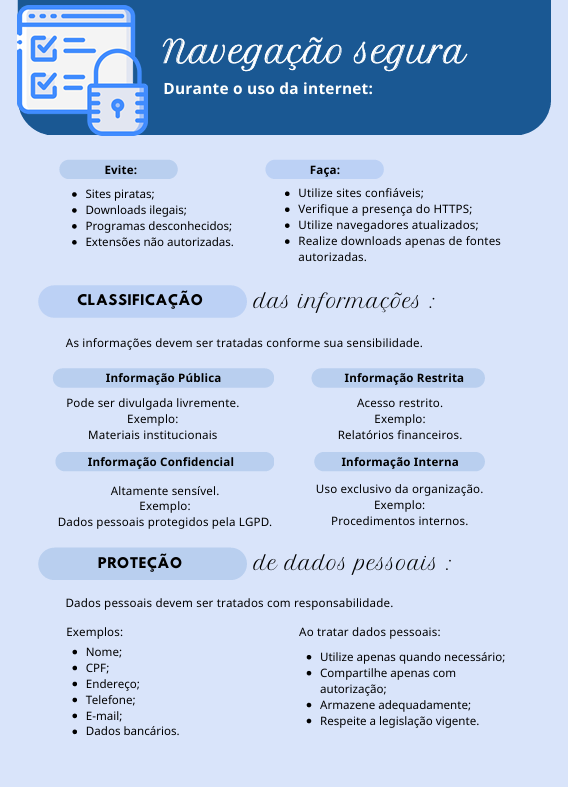 Navegação segura
Durante o uso da internet:
Evite:
Sites piratas;
Downloads ilegais;
Programas desconhecidos;
Extensões não autorizadas.
Faça:
Utilize sites confiáveis;
Verifique a presença do HTTPS;
Utilize navegadores atualizados;
Realize downloads apenas de fontes
autorizadas.
CLASSIFICAÇÃO das informações :
As informações devem ser tratadas conforme sua sensibilidade.
Informação Pública
Pode ser divulgada livremente.
Exemplo:
Materiais institucionais
Informação Restrita
Acesso restrito.
Exemplo:
Relatórios financeiros.
Informação Confidencial
Altamente sensível.
Exemplo:
Dados pessoais protegidos pela LGPD.
Informação Interna
Uso exclusivo da organização.
Exemplo:
Procedimentos internos.
PROTEÇÃO de dados pessoais :
Dados pessoais devem ser tratados com responsabilidade.
Exemplos:
Nome;
CPF;
Endereço;
Telefone;
E-mail;
Dados bancários.
Ao tratar dados pessoais:
Utilize apenas quando necessário;
Compartilhe apenas com
autorização;
Armazene adequadamente;
Respeite a legislação vigente.